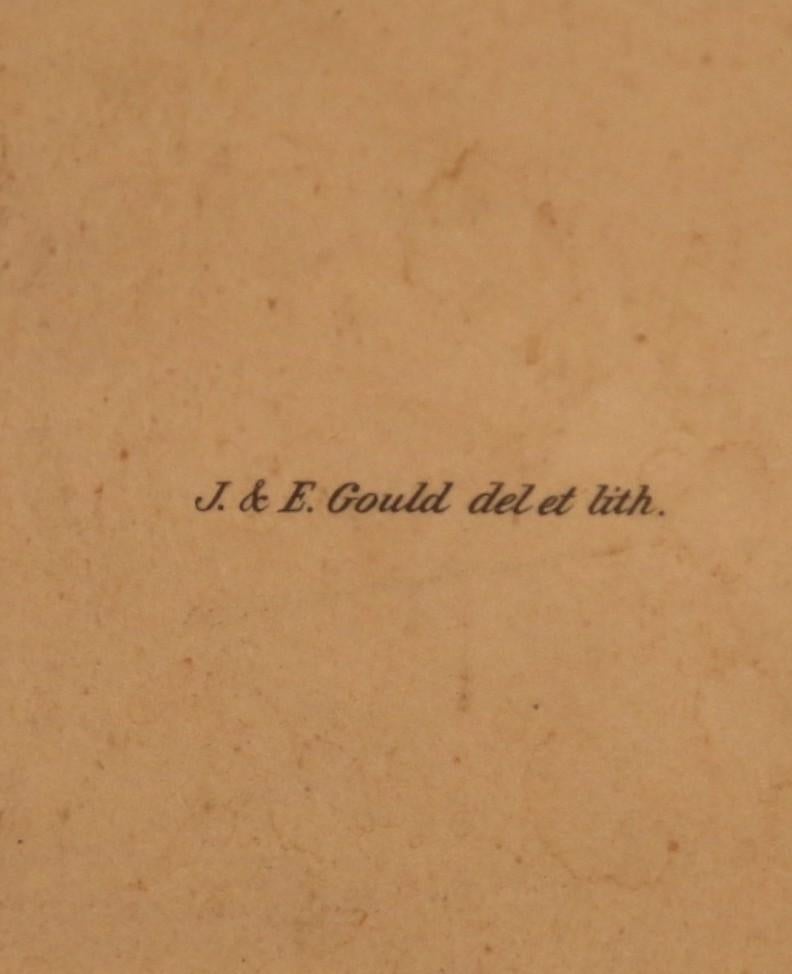 J. & E. Gould del et lith.